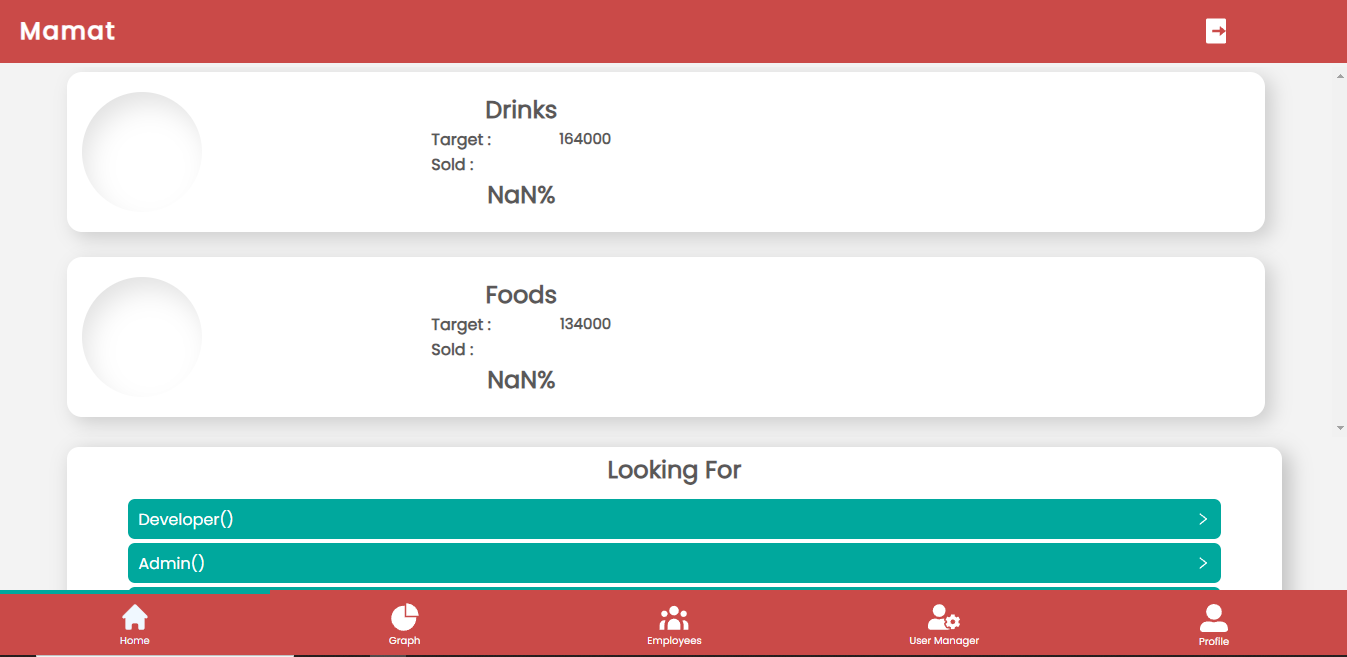 Mamat
Drinks
Target : 164000
Sold :
NaN%
Foods
Target : 134000
Sold :
NaN%
Looking For
Developer()
Admin()
Home Graph Employees User Manager Profile